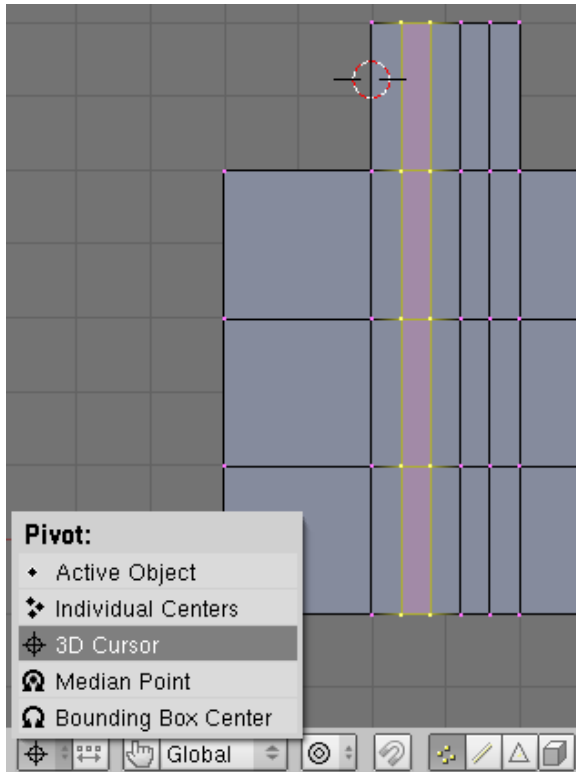 Pivot:
Active Object
Individual Centers
3D Cursor
Median Point
Bounding Box Center
Global